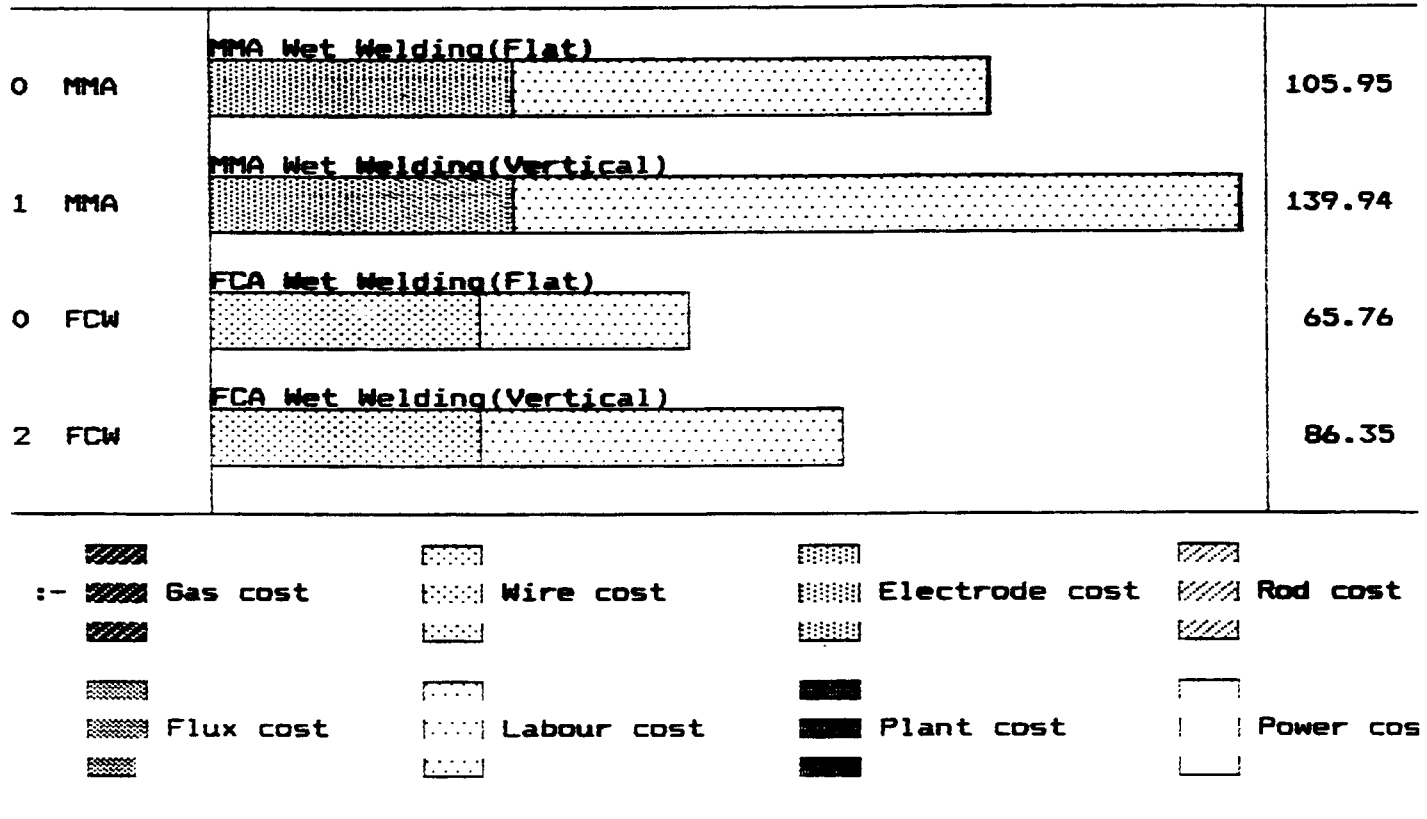 MMA Wet Welding(Flat)
0 MMA 105.95
MMA Wet Welding(Vertical)
1 MMA 139.94
FCA Wet Welding(Flat)
0 FCW 65.76
FCA Wet Welding(Vertical)
2 FCW 86.35
:- Gas cost Wire cost Electrode cost Rod cost
Flux cost Labour cost Plant cost Power cos